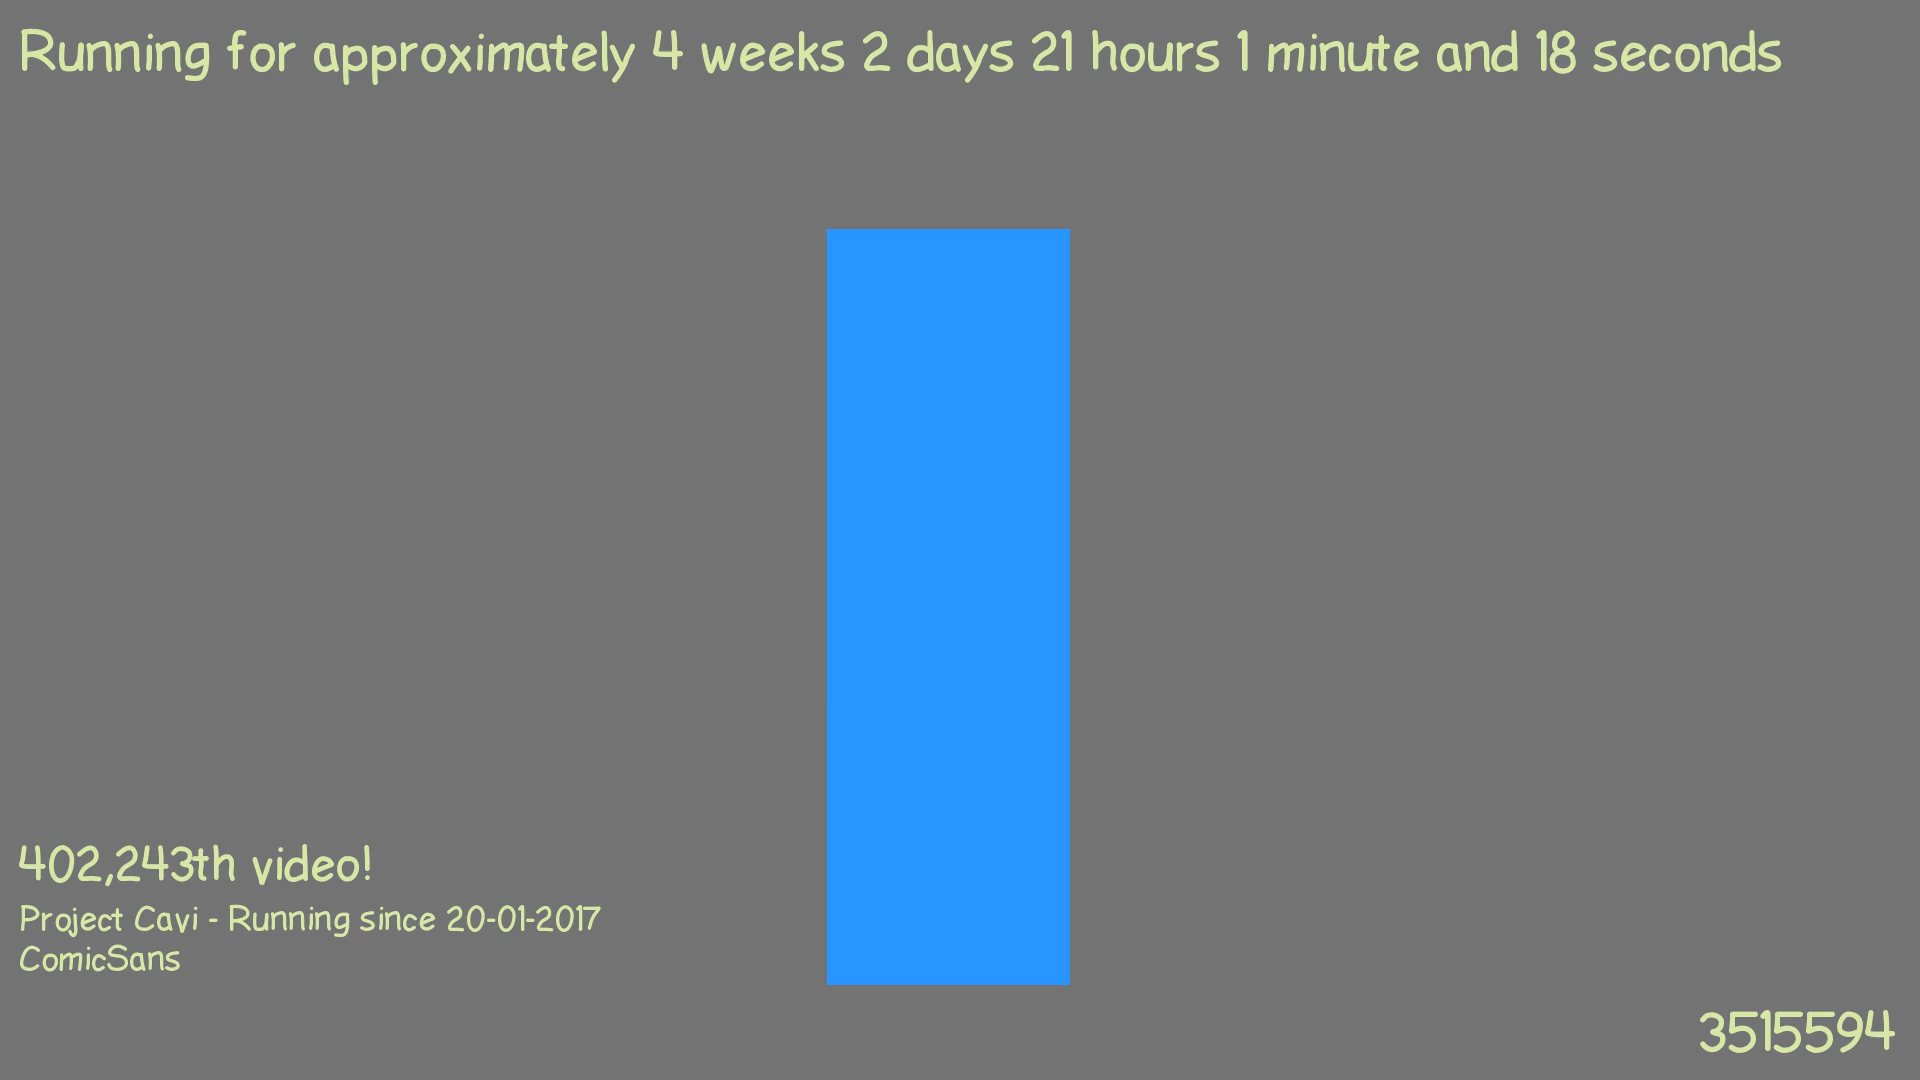 Running for approximately 4 weeks 2 days 21 hours 1 minute and 18 seconds
402,243th video!
Project Cavi - Running since 20-01-2017
ComicSans
3515594